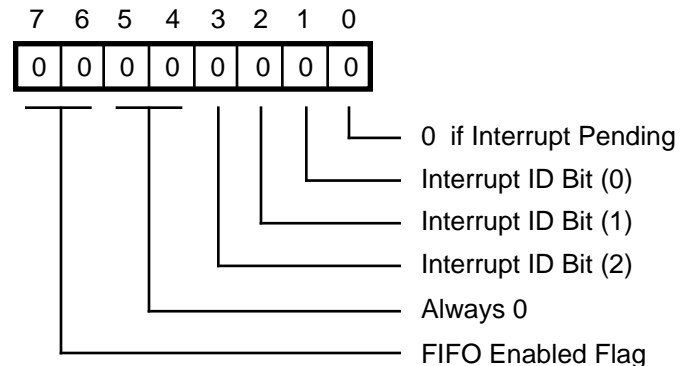 7 6 5 4 3 2 1 0
0 0 0 0 0 0 0 0
0 if Interrupt Pending
Interrupt ID Bit (0)
Interrupt ID Bit (1)
Interrupt ID Bit (2)
Always 0
FIFO Enabled Flag